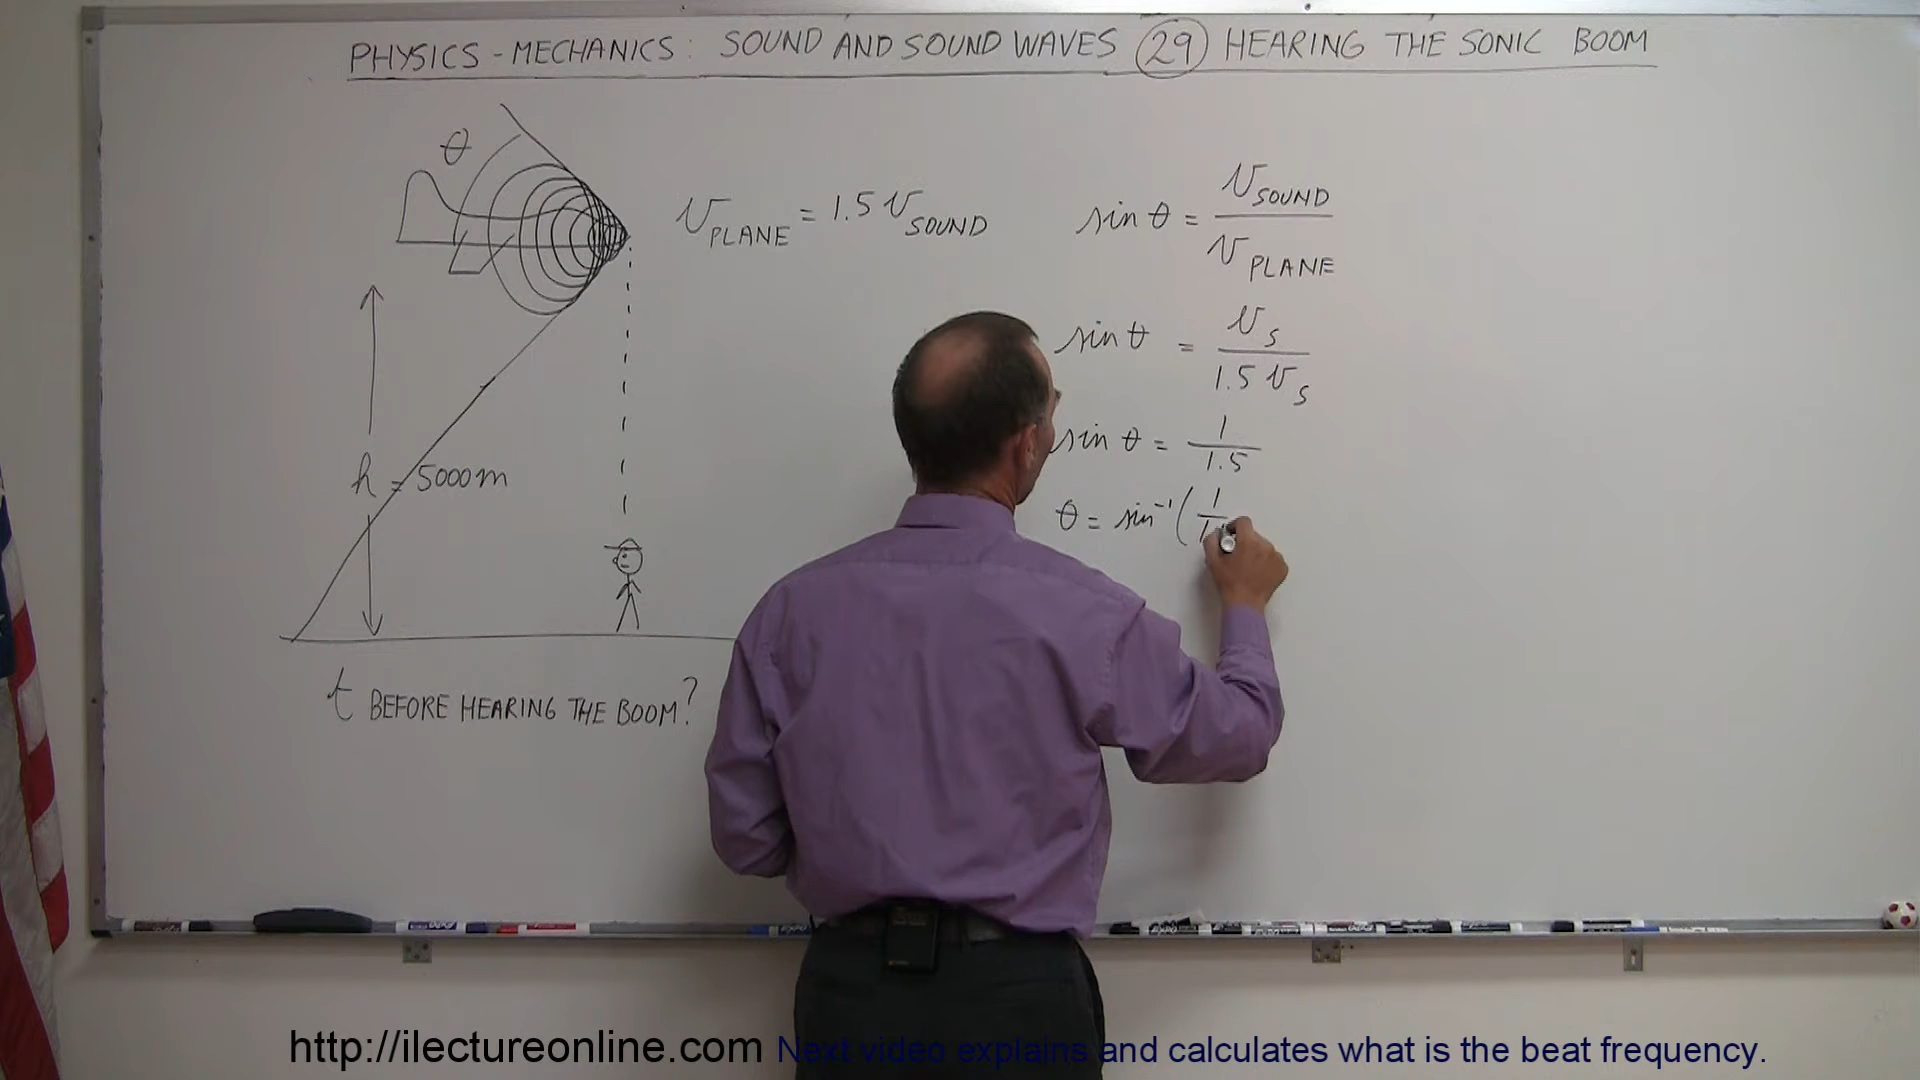 PHYSICS - MECHANICS: SOUND AND SOUND WAVES 29 HEARING THE SONIC BOOM
θ
v PLANE = 1.5 v SOUND
sin θ = v SOUND / v PLANE
sin θ = v S / 1.5 v S
sin θ = 1 / 1.5
h = 5000m
θ = sin⁻¹ ( 1 /
t BEFORE HEARING THE BOOM?
http://ilectureonline.com Next video explains and calculates what is the beat frequency.